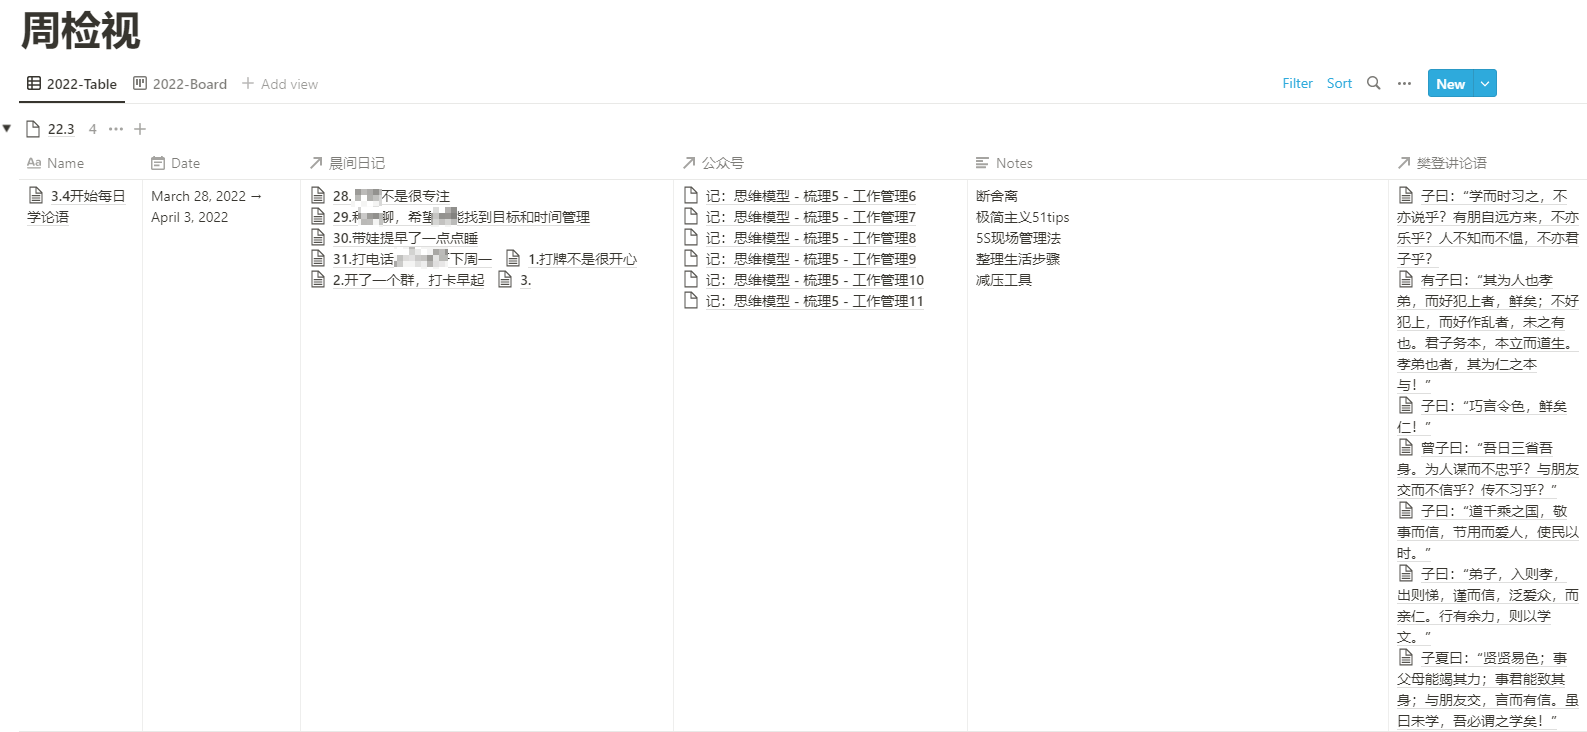 周检视
2022-Table 2022-Board Add view Filter Sort New
22.3 4
Aa Name Date 晨间日记 公众号 Notes 樊登讲论语
3.4开始每日
学论语
March 28, 2022 →
April 3, 2022
28. 不是很专注
29. 聊，希望 能找到目标和时间管理
30.带娃提早了一点点睡
31.打电话, 下周一 1.打牌不是很开心
2.开了一个群，打卡早起 3.
记：思维模型 - 梳理5 - 工作管理6
记：思维模型 - 梳理5 - 工作管理7
记：思维模型 - 梳理5 - 工作管理8
记：思维模型 - 梳理5 - 工作管理9
记：思维模型 - 梳理5 - 工作管理10
记：思维模型 - 梳理5 - 工作管理11
断舍离
极简主义51tips
5S现场管理法
整理生活步骤
减压工具
子曰：“学而时习之，不
亦说乎？有朋自远方来，不亦
乐乎？人不知而不愠，不亦君
子乎？
有子曰：“其为人也孝
弟，而好犯上者，鲜矣；不好
犯上，而好作乱者，未之有
也。君子务本，本立而道生。
孝弟也者，其为仁之本
与！”
子曰：“巧言令色，鲜矣
仁！”
曾子曰：“吾日三省吾
身。为人谋而不忠乎？与朋友
交而不信乎？传不习乎？”
子曰：“道千乘之国，敬
事而信，节用而爱人，使民以
时。”
子曰：“弟子，入则孝，
出则悌，谨而信，泛爱众，而
亲仁。行有余力，则以学
文。”
子夏曰：“贤贤易色；事
父母能竭其力；事君能致其
身；与朋友交，言而有信。虽
曰未学，吾必谓之学矣！”